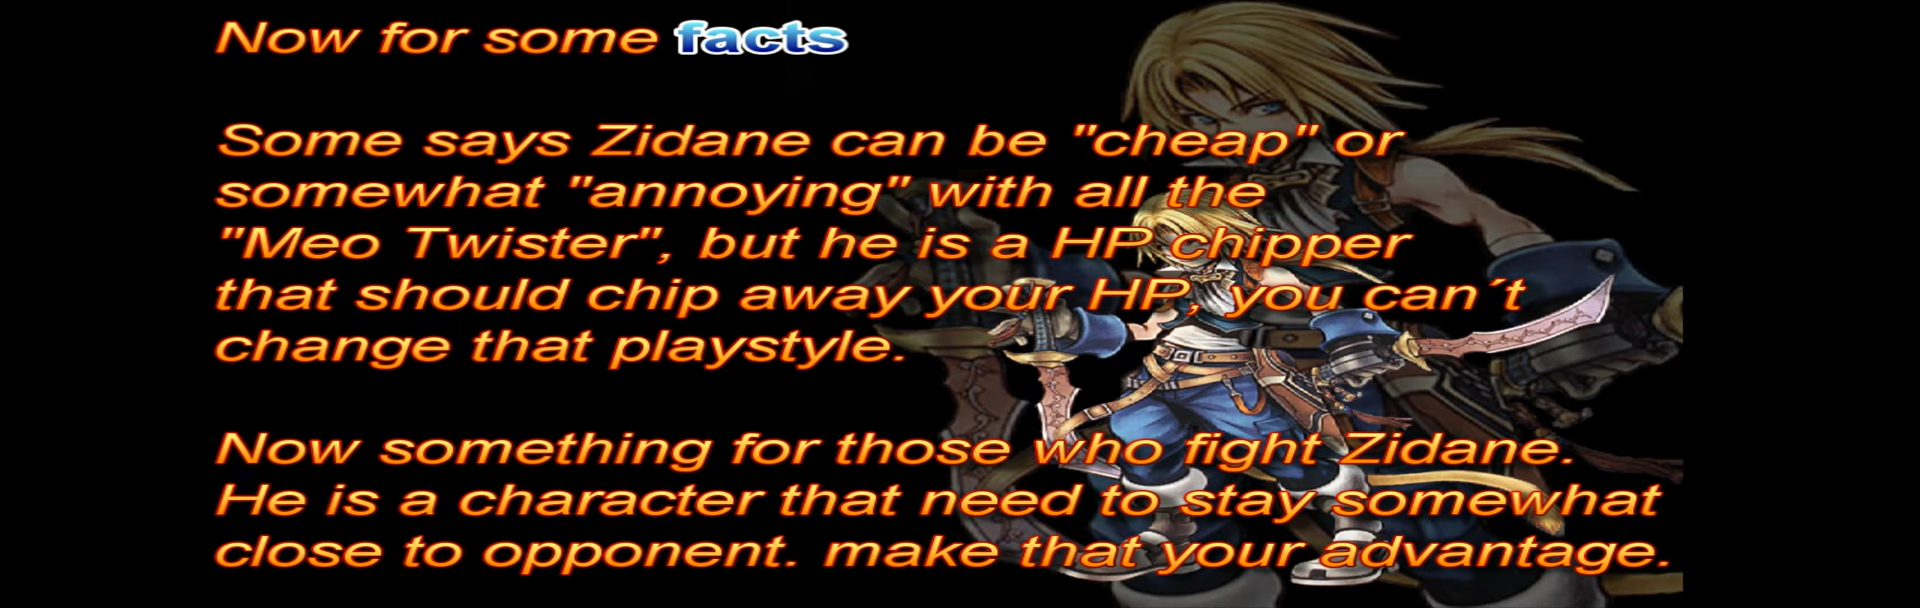 Now for some facts
Some says Zidane can be "cheap" or
somewhat "annoying" with all the
"Meo Twister", but he is a HP chipper
that should chip away your HP, you can´t
change that playstyle.
Now something for those who fight Zidane.
He is a character that need to stay somewhat
close to opponent. make that your advantage.